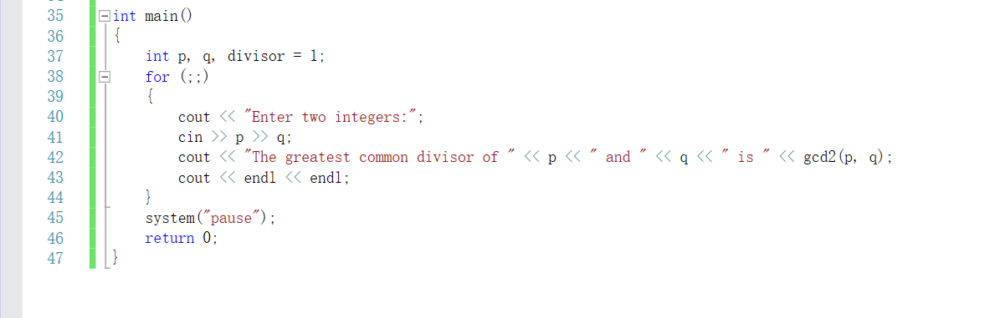 35 int main()
36 {
37 int p, q, divisor = 1;
38 for (;;)
39 {
40 cout << "Enter two integers:";
41 cin >> p >> q;
42 cout << "The greatest common divisor of " << p << " and " << q << " is " << gcd2(p, q);
43 cout << endl << endl;
44 }
45 system("pause");
46 return 0;
47 }